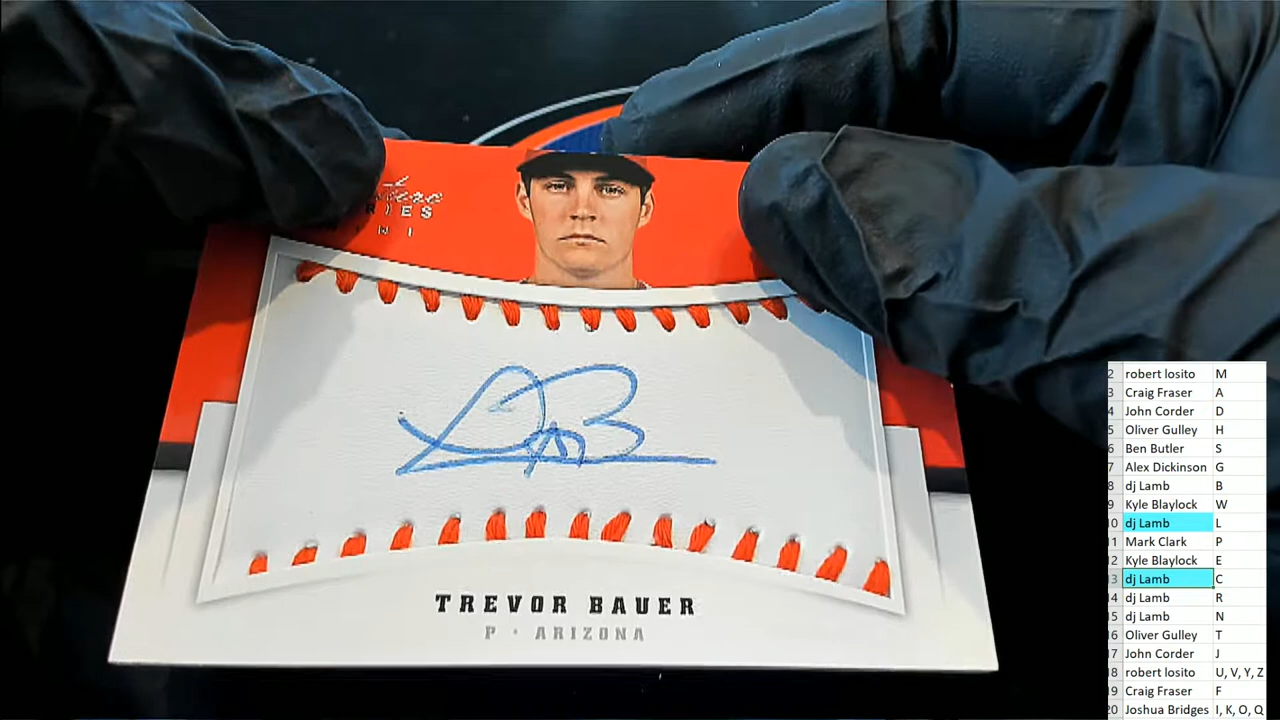 RIES
TREVOR BAUER
P · ARIZONA
2 robert losito M
3 Craig Fraser A
4 John Corder D
5 Oliver Gulley H
6 Ben Butler S
7 Alex Dickinson G
8 dj Lamb B
9 Kyle Blaylock W
10 dj Lamb L
11 Mark Clark P
12 Kyle Blaylock E
13 dj Lamb C
14 dj Lamb R
15 dj Lamb N
16 Oliver Gulley T
17 John Corder J
18 robert losito U, V, Y, Z
19 Craig Fraser F
20 Joshua Bridges I, K, O, Q